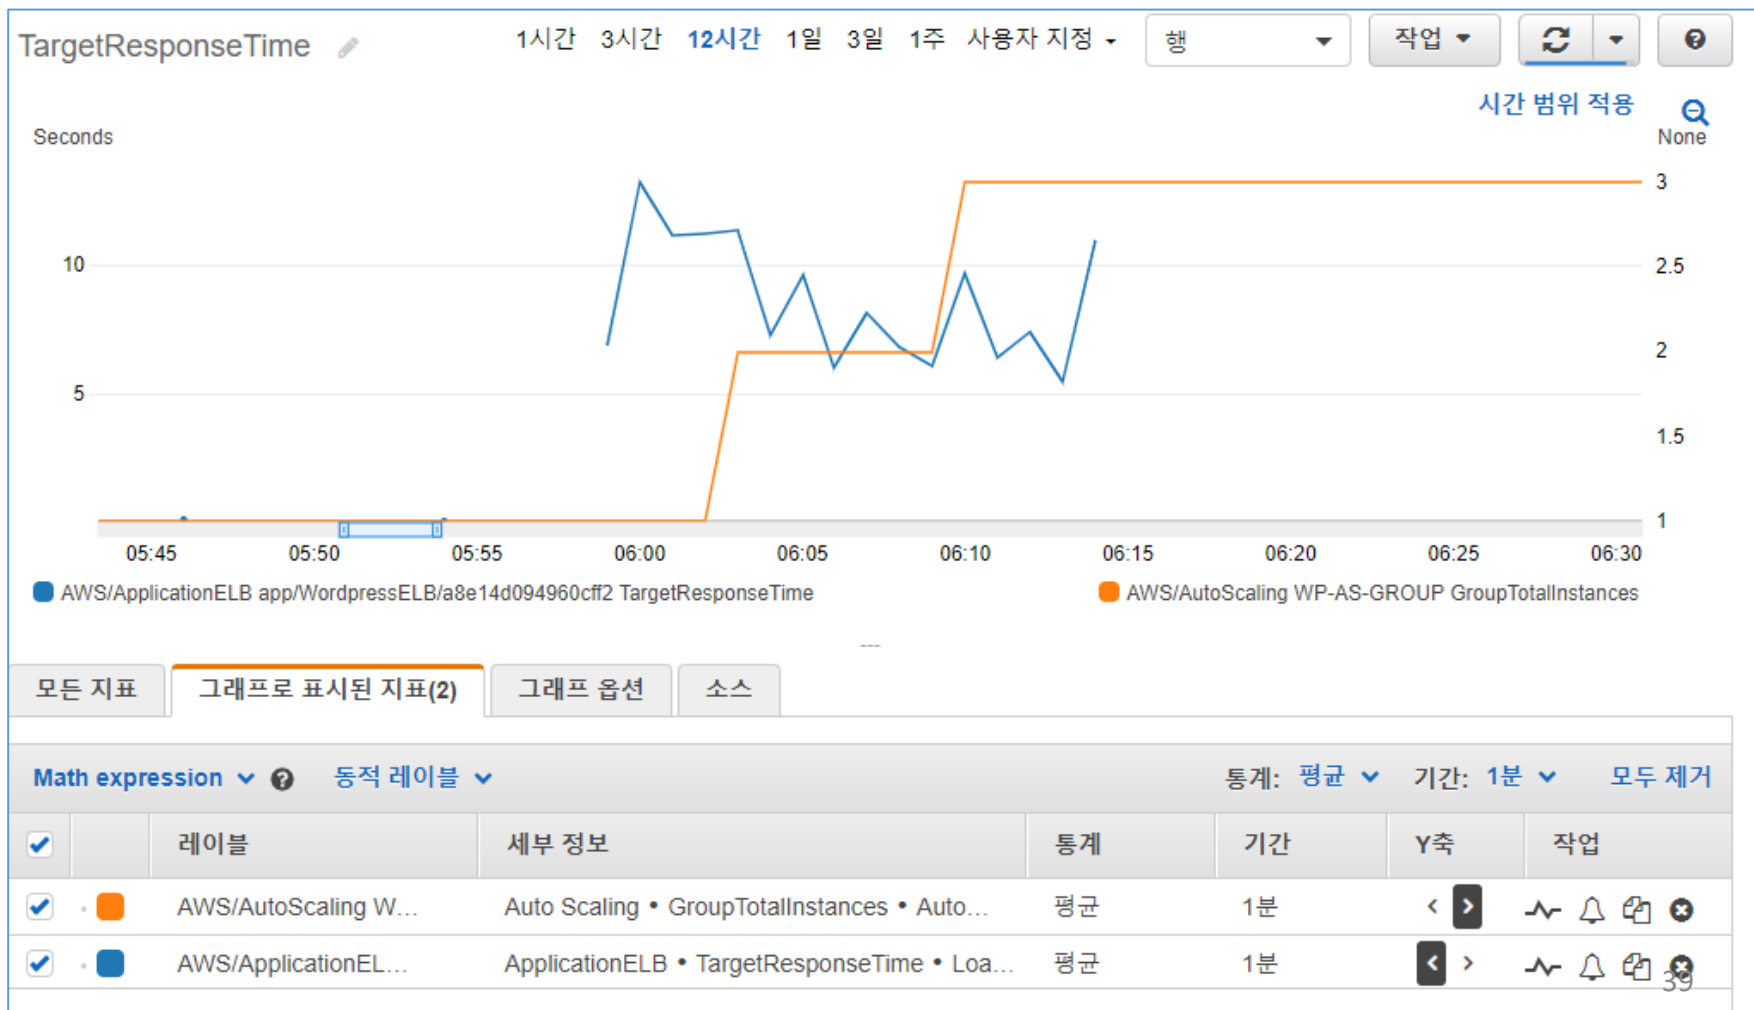 TargetResponseTime 1시간 3시간 12시간 1일 3일 1주 사용자 지정 행 작업
시간 범위 적용
Seconds None
3
10 2.5
2
5
1.5
1
05:45 05:50 05:55 06:00 06:05 06:10 06:15 06:20 06:25 06:30
AWS/ApplicationELB app/WordpressELB/a8e14d094960cff2 TargetResponseTime AWS/AutoScaling WP-AS-GROUP GroupTotalInstances
모든 지표 그래프로 표시된 지표(2) 그래프 옵션 소스
Math expression 동적 레이블 통계: 평균 기간: 1분 모두 제거
레이블 세부 정보 통계 기간 Y축 작업
AWS/AutoScaling W... Auto Scaling • GroupTotalInstances • Auto... 평균 1분
AWS/ApplicationEL... ApplicationELB • TargetResponseTime • Loa... 평균 1분
39